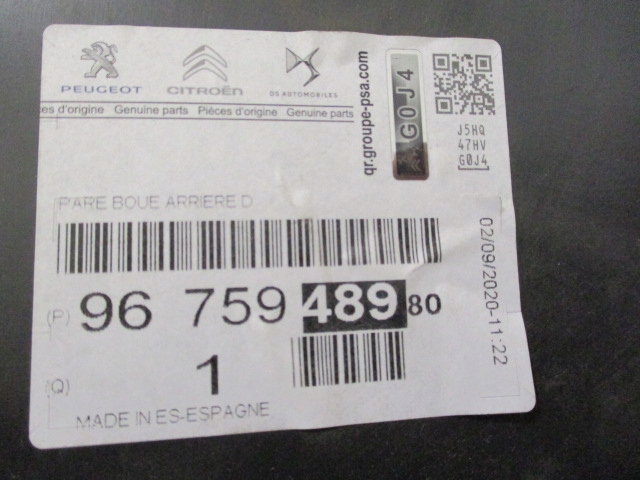 PEUGEOT CITROËN DS AUTOMOBILES
es d'origine Genuine parts Pièces d'origine Genuine parts
qr.groupe-psa.com
G0J4
J5HQ
47HV
G0J4
PARE BOUE ARRIERE D
(P) 96 759 489 80
(Q) 1
MADE IN ES-ESPAGNE
02/09/2020-11:22